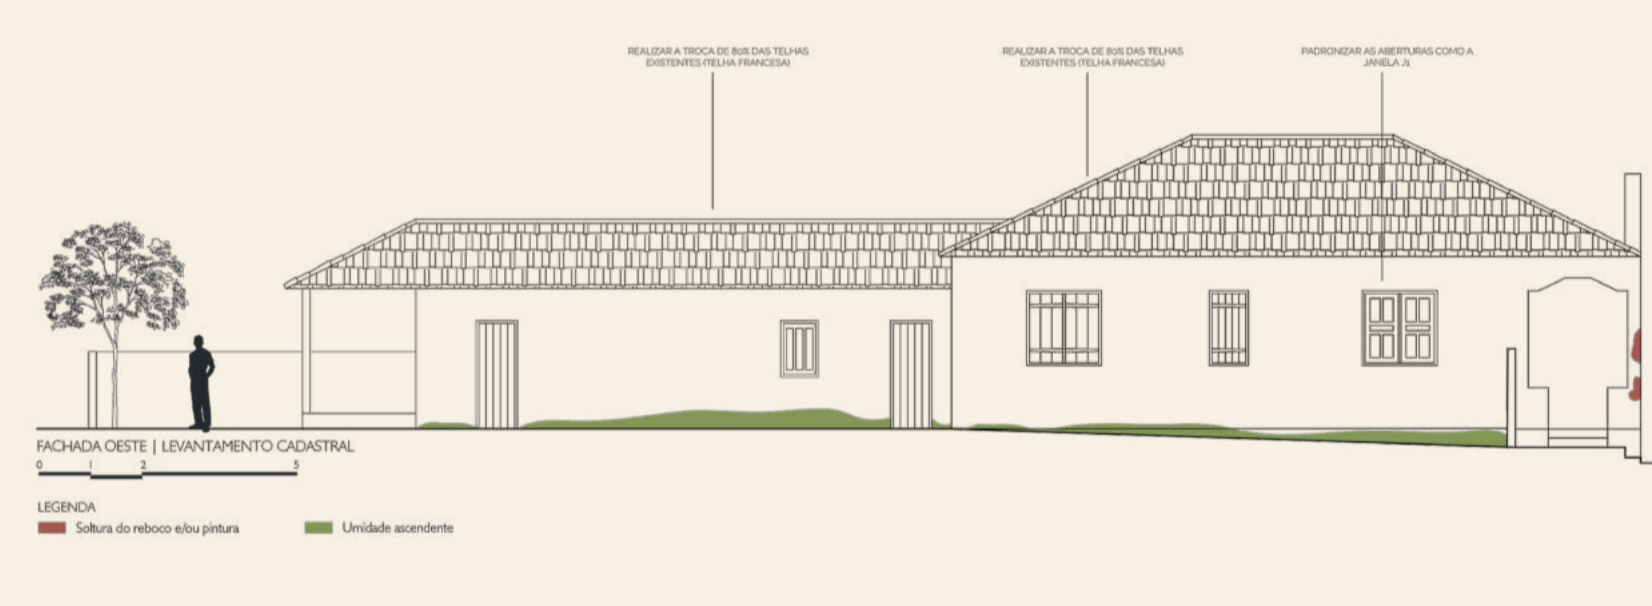 REALIZAR A TROCA DE 80% DAS TELHAS
EXISTENTES (TELHA FRANCESA)
REALIZAR A TROCA DE 80% DAS TELHAS
EXISTENTES (TELHA FRANCESA)
PADRONIZAR AS ABERTURAS COMO A
JANELA J1
FACHADA OESTE | LEVANTAMENTO CADASTRAL
0 1 2 5
LEGENDA
Soltura do reboco e/ou pintura
Umidade ascendente